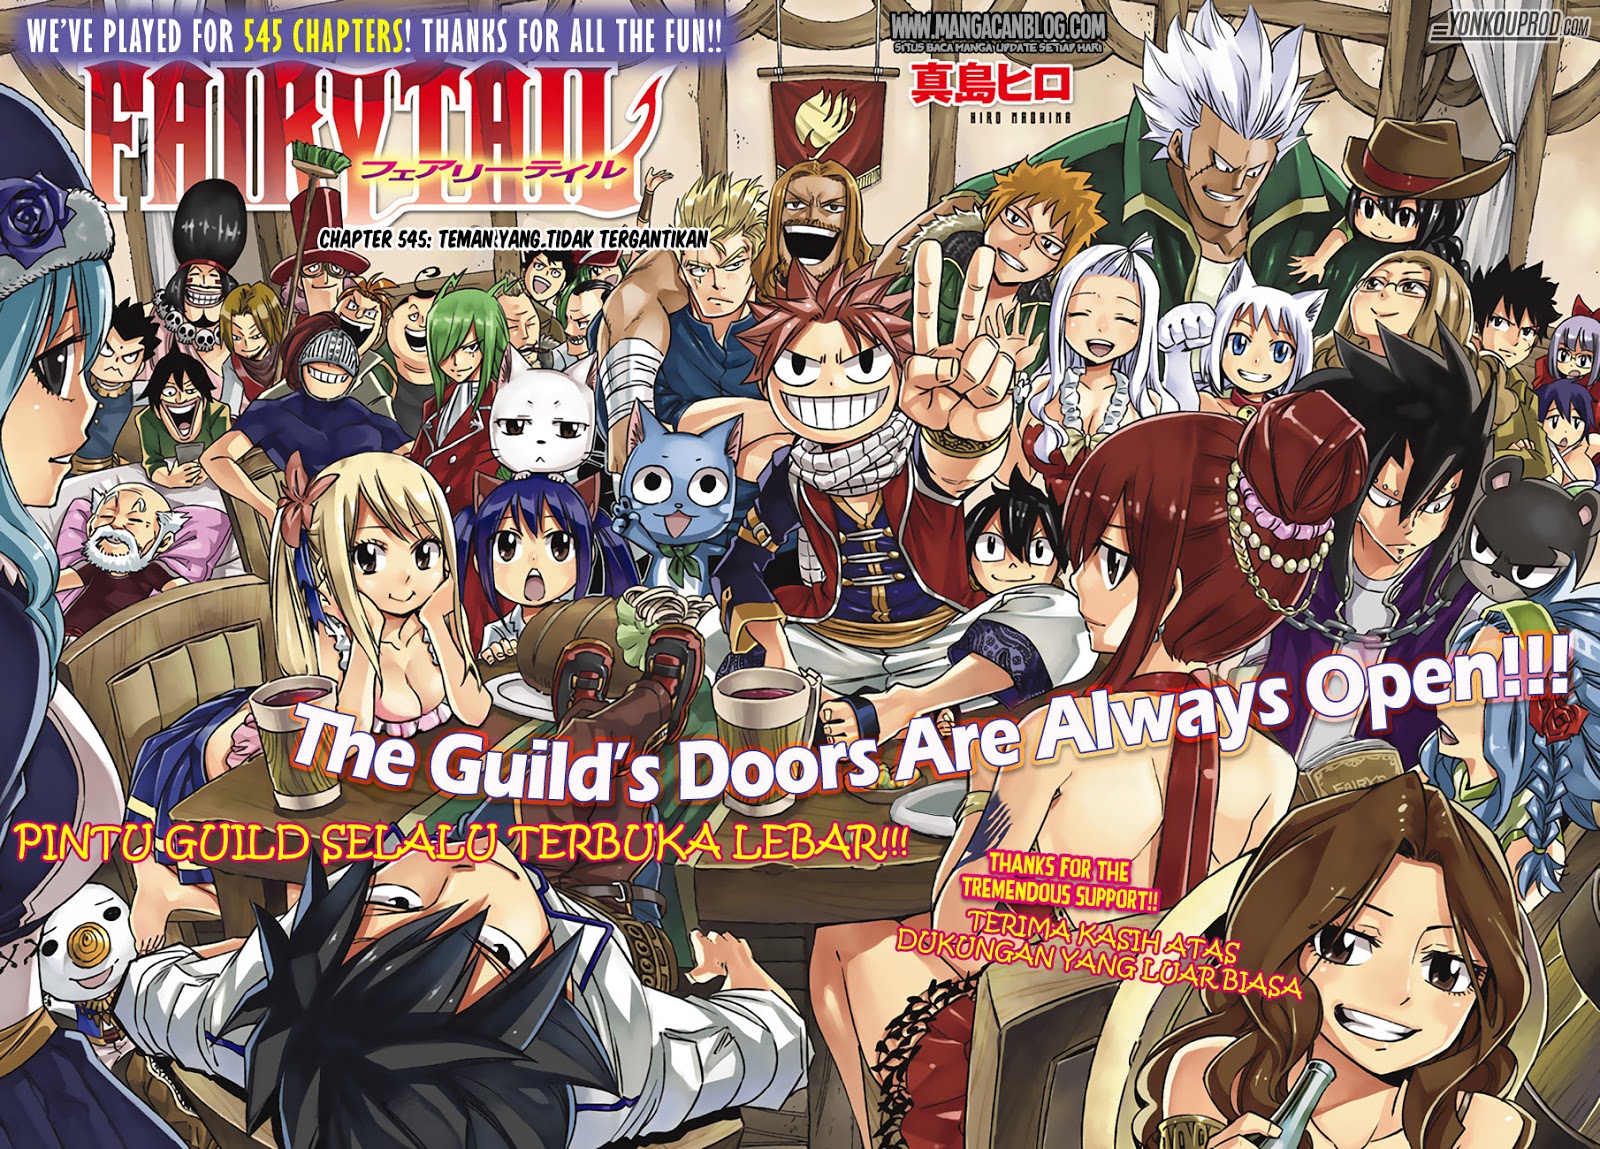 WE'VE PLAYED FOR 545 CHAPTERS! THANKS FOR ALL THE FUN!!
WWW.MANGACANBLOG.COM
SITUS BACA MANGA UPDATE SETIAP HARI
YONKOUPROD.COM
FAIRY TAIL
フェアリーテイル
真島ヒロ
HIRO MASHIMA
CHAPTER 545: TEMAN YANG TIDAK TERGANTIKAN
The Guild's Doors Are Always Open!!!
PINTU GUILD SELALU TERBUKA LEBAR!!!
FAIRY
THANKS FOR THE
TREMENDOUS SUPPORT!!
TERIMA KASIH ATAS
DUKUNGAN YANG LUAR BIASA